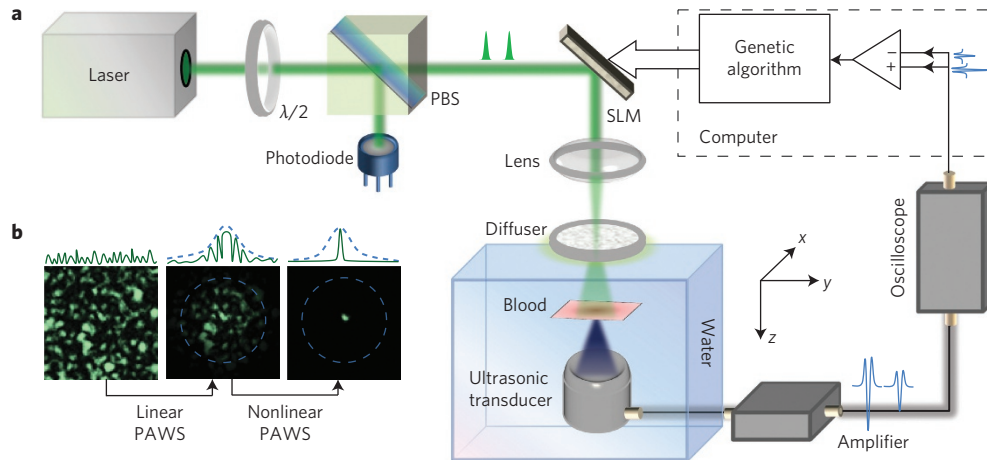 a
Laser
λ/2
PBS
Photodiode
SLM
Genetic
algorithm
−
+
Computer
Lens
Diffuser
Blood
Water
Ultrasonic
transducer
x
y
z
Oscilloscope
Amplifier
b
Linear
PAWS
Nonlinear
PAWS